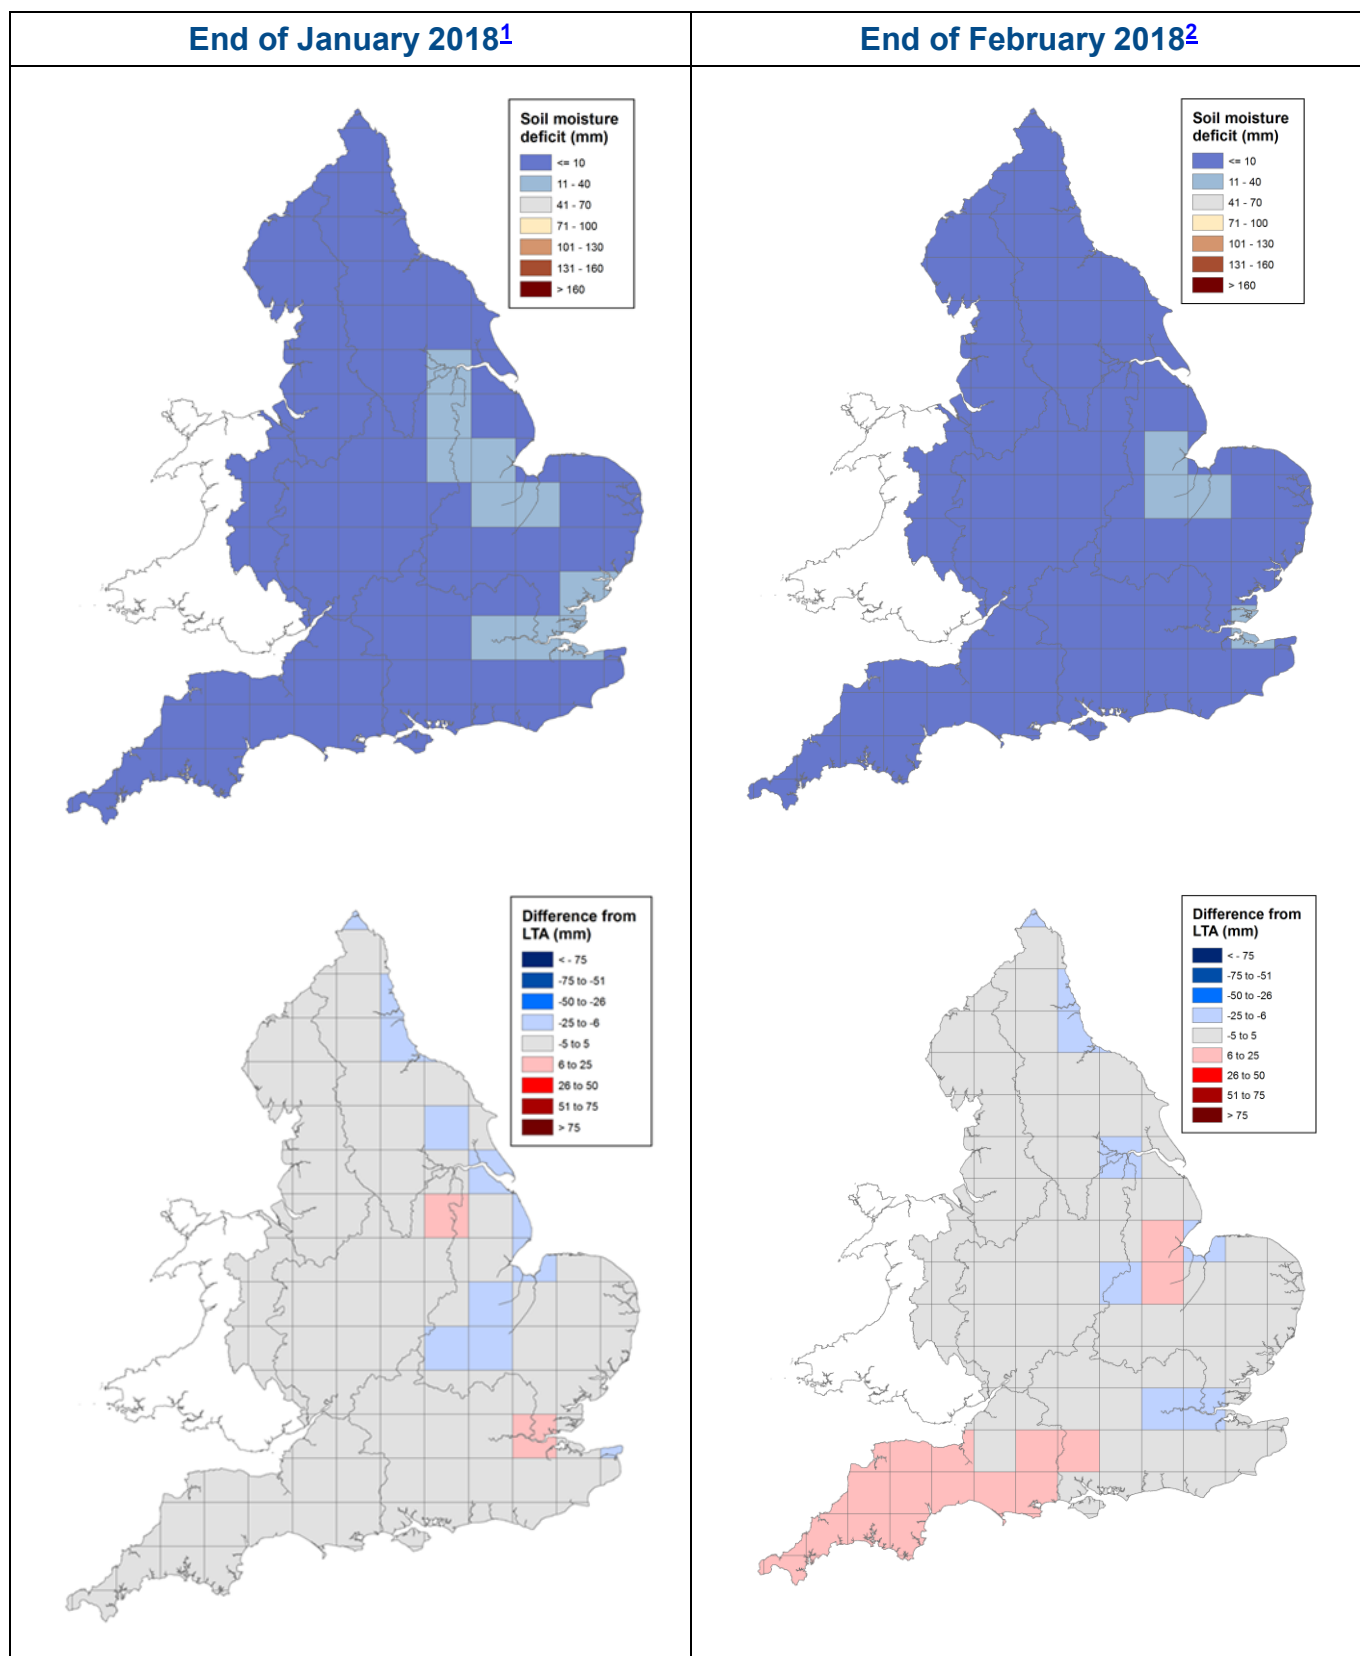 End of January 2018¹
End of February 2018²
Soil moisture
deficit (mm)
<= 10
11 - 40
41 - 70
71 - 100
101 - 130
131 - 160
> 160
Soil moisture
deficit (mm)
<= 10
11 - 40
41 - 70
71 - 100
101 - 130
131 - 160
> 160
Difference from
LTA (mm)
< - 75
-75 to -51
-50 to -26
-25 to -6
-5 to 5
6 to 25
26 to 50
51 to 75
> 75
Difference from
LTA (mm)
< - 75
-75 to -51
-50 to -26
-25 to -6
-5 to 5
6 to 25
26 to 50
51 to 75
> 75